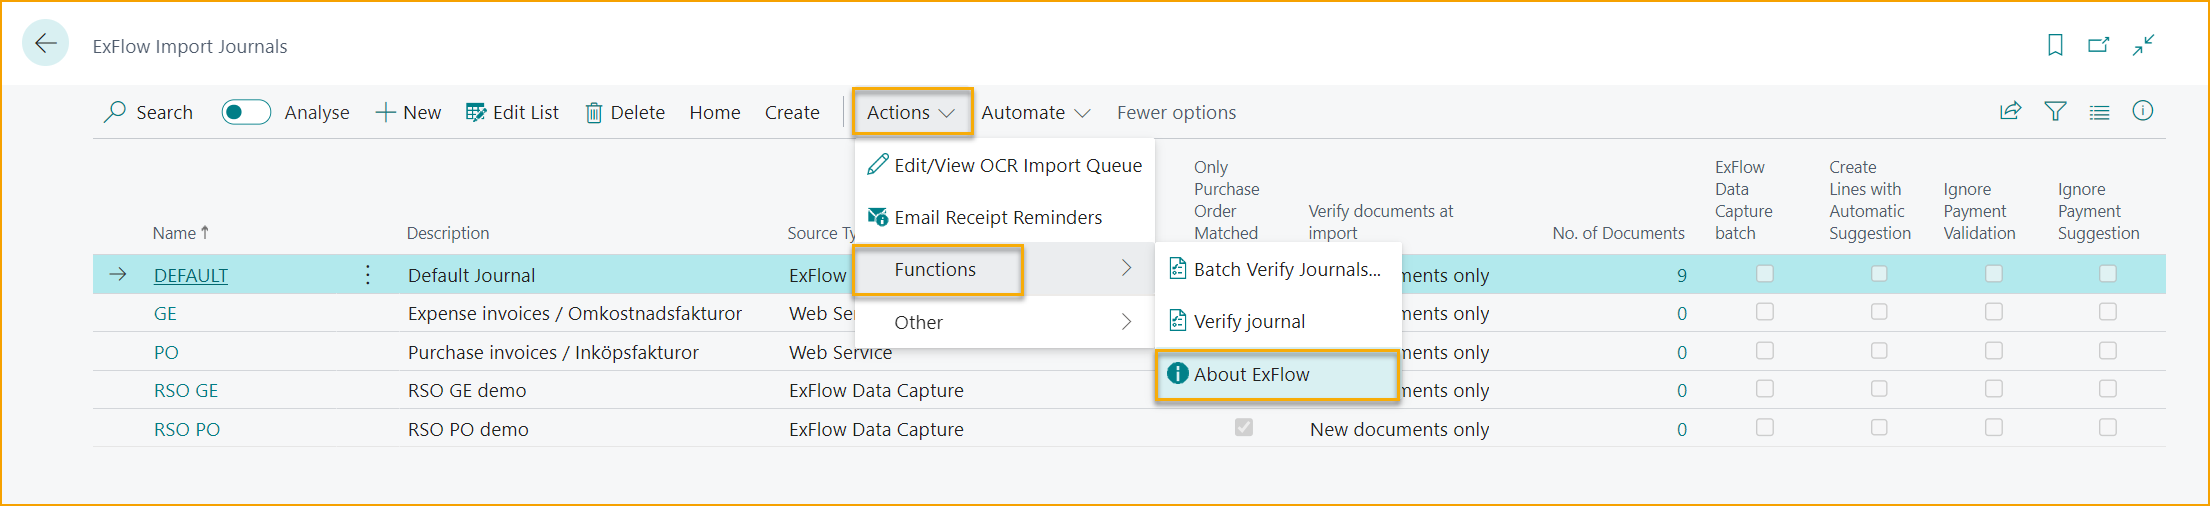 ExFlow Import Journals
Search Analyse New Edit List Delete Home Create Actions Automate Fewer options
Edit/View OCR Import Queue
Email Receipt Reminders
Functions
Other
Batch Verify Journals...
Verify journal
About ExFlow
Name ↑ Description Source Ty Only Purchase Order Matched Verify documents at import No. of Documents ExFlow Data Capture batch Create Lines with Automatic Suggestion Ignore Payment Validation Ignore Payment Suggestion
DEFAULT Default Journal ExFlow ments only 9
GE Expense invoices / Omkostnadsfakturor Web Se ments only 0
PO Purchase invoices / Inköpsfakturor Web Service ments only 0
RSO GE RSO GE demo ExFlow Data Capture ments only 0
RSO PO RSO PO demo ExFlow Data Capture New documents only 0